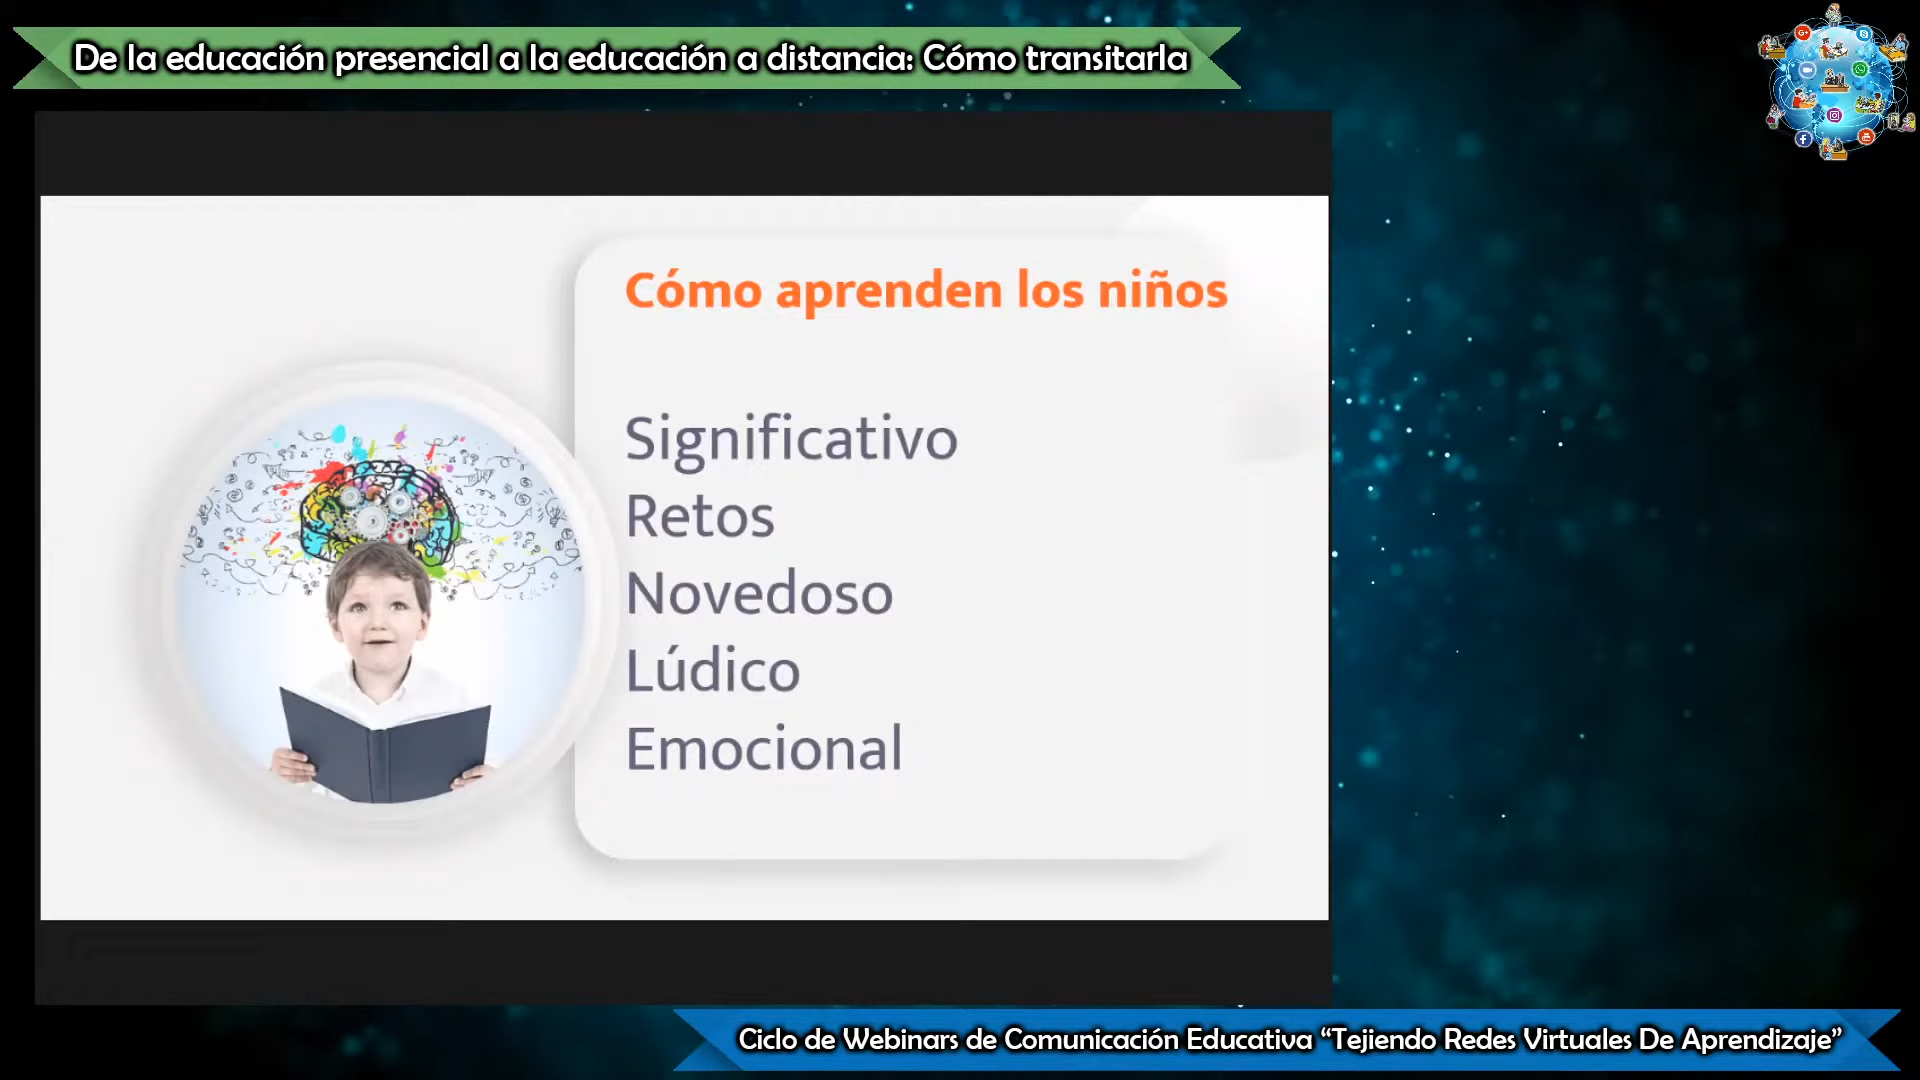 De la educación presencial a la educación a distancia: Cómo transitarla
Cómo aprenden los niños
Significativo
Retos
Novedoso
Lúdico
Emocional
Ciclo de Webinars de Comunicación Educativa “Tejiendo Redes Virtuales De Aprendizaje”